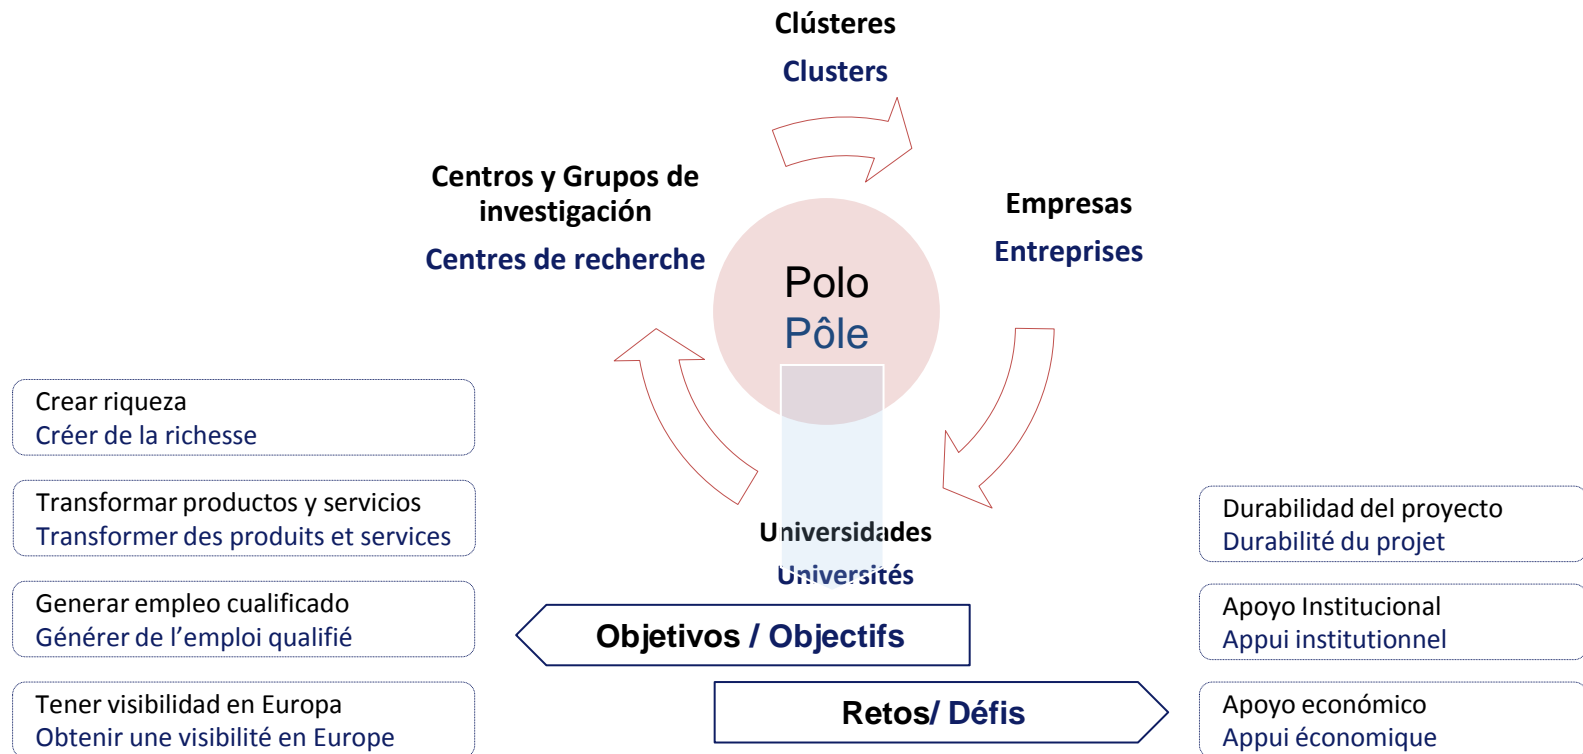 Clústeres
Clusters
Centros y Grupos de
investigación
Centres de recherche
Empresas
Entreprises
Polo
Pôle
Universidades
Universités
Crear riqueza
Créer de la richesse
Transformar productos y servicios
Transformer des produits et services
Generar empleo cualificado
Générer de l’emploi qualifié
Tener visibilidad en Europa
Obtenir une visibilité en Europe
Objetivos / Objectifs
Retos/ Défis
Durabilidad del proyecto
Durabilité du projet
Apoyo Institucional
Appui institutionnel
Apoyo económico
Appui économique